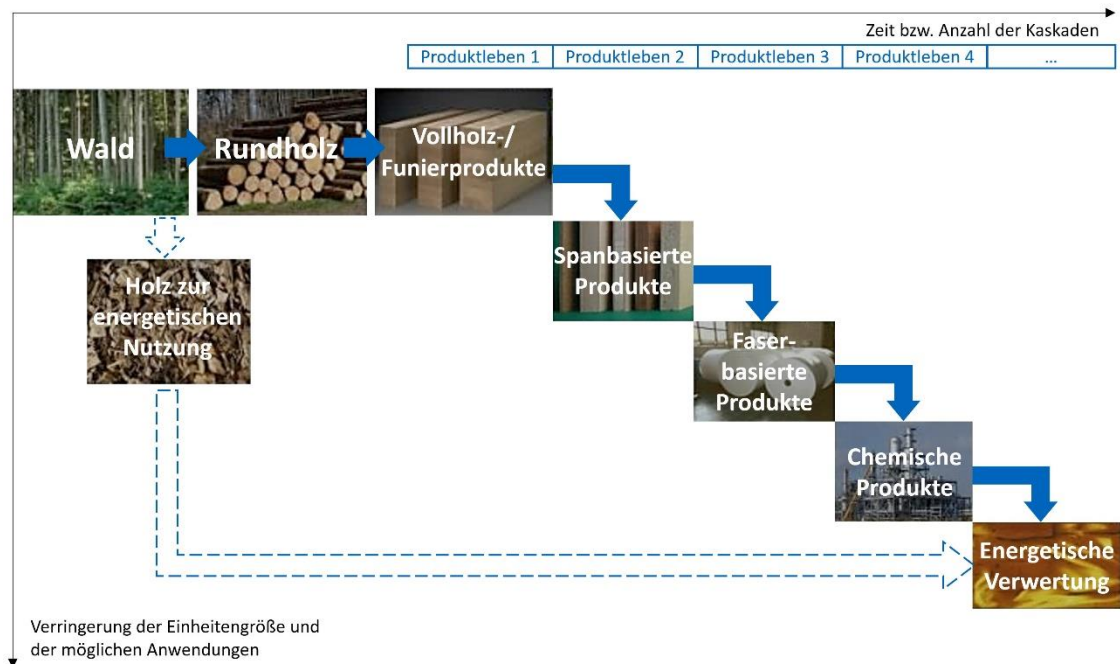 Zeit bzw. Anzahl der Kaskaden
Produktleben 1
Produktleben 2
Produktleben 3
Produktleben 4
...
Wald
Rundholz
Vollholz-/
Funierprodukte
Spanbasierte
Produkte
Holz zur
energetischen
Nutzung
Faser-
basierte
Produkte
Chemische
Produkte
Energetische
Verwertung
Verringerung der Einheitengröße und
der möglichen Anwendungen